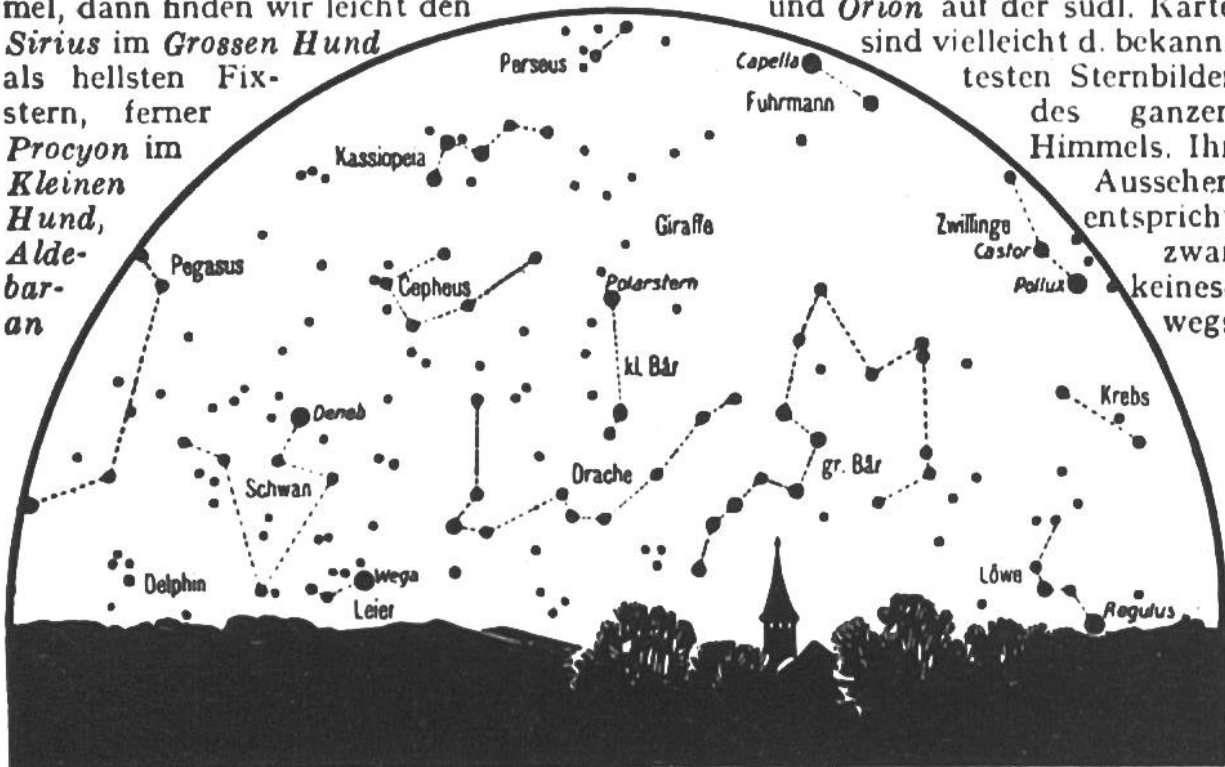 mel, dann finden wir leicht den
Sirius im Grossen Hund
als hellsten Fix-
stern, ferner
Procyon im
Kleinen
Hund,
Alde-
bar-
an
und Orion auf der südl. Karte
sind vielleicht d. bekann
testen Sternbilder
des ganzen
Himmels. Ihr
Aussehen
entspricht
zwar
keines-
wegs
Perseus
Capella
Fuhrmann
Kassiopeia
Giraffe
Zwillinge
Castor
Pollux
Pegasus
Cepheus
Polarstern
kl. Bär
Krebs
Deneb
Schwan
Drache
gr. Bär
Delphin
Wega
Leier
Löwe
Regulus